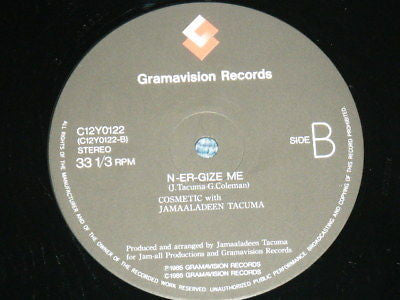 Gramavision Records
C12Y0122
(C12Y0122-B)
STEREO
33 1/3 RPM
SIDE B
N-ER-GIZE ME
(J.Tacuma-G.Coleman)
COSMETIC with
JAMAALADEEN TACUMA
Produced and arranged by Jamaaladeen Tacuma
for Jam-all Productions and Gramavision Records.
℗1985 GRAMAVISION RECORDS
©1985 GRAMAVISION RECORDS
ALL RIGHTS OF THE MANUFACTURER AND OF THE OWNER OF THE RECORDED WORK RESERVED. UNAUTHORIZED PUBLIC PERFORMANCE, BROADCASTING AND COPYING OF THIS RECORD PROHIBITED